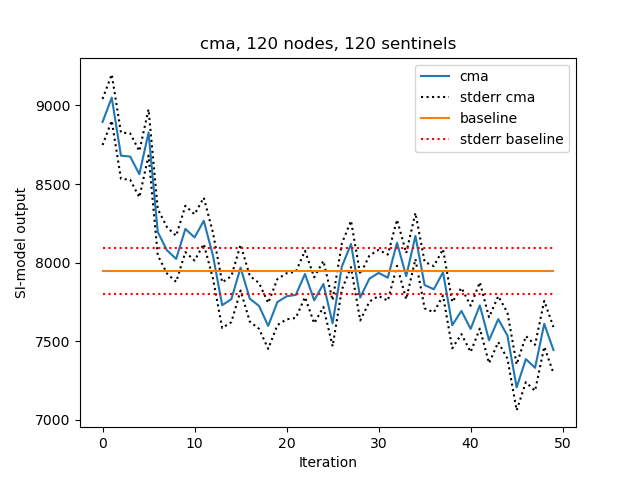 cma, 120 nodes, 120 sentinels
cma
stderr cma
baseline
stderr baseline
SI-model output
9000
8500
8000
7500
7000
0 10 20 30 40 50
Iteration